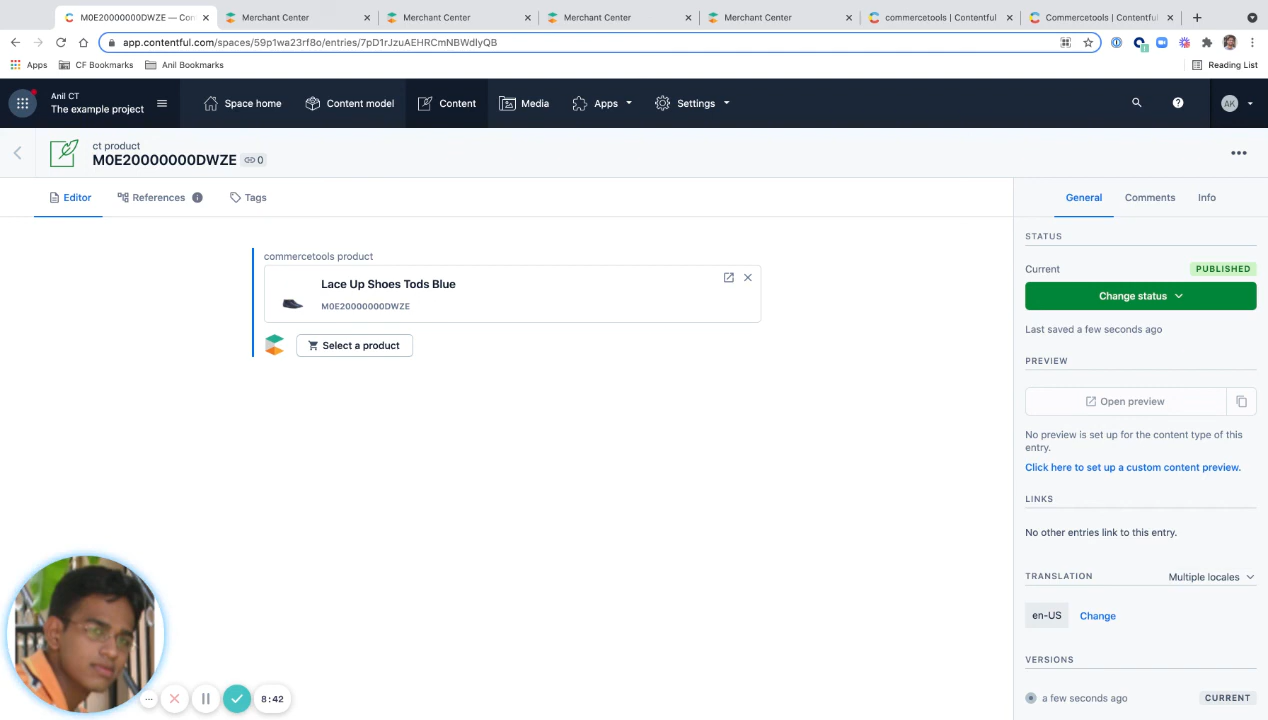 M0E20000000DWZE — Con
Merchant Center
Merchant Center
Merchant Center
Merchant Center
commercetools | Contentful
Commercetools | Contentful
app.contentful.com/spaces/59p1wa23rf8o/entries/7pD1rJzuAEHRCmNBWdlyQB
Apps
CF Bookmarks
Anil Bookmarks
Reading List
Anil CT
The example project
Space home
Content model
Content
Media
Apps
Settings
AK
ct product
M0E20000000DWZE
0
Editor
References
Tags
General
Comments
Info
commercetools product
Lace Up Shoes Tods Blue
M0E20000000DWZE
Select a product
STATUS
Current
PUBLISHED
Change status
Last saved a few seconds ago
PREVIEW
Open preview
No preview is set up for the content type of this
entry.
Click here to set up a custom content preview.
LINKS
No other entries link to this entry.
TRANSLATION
Multiple locales
en-US
Change
VERSIONS
a few seconds ago
CURRENT
8:42